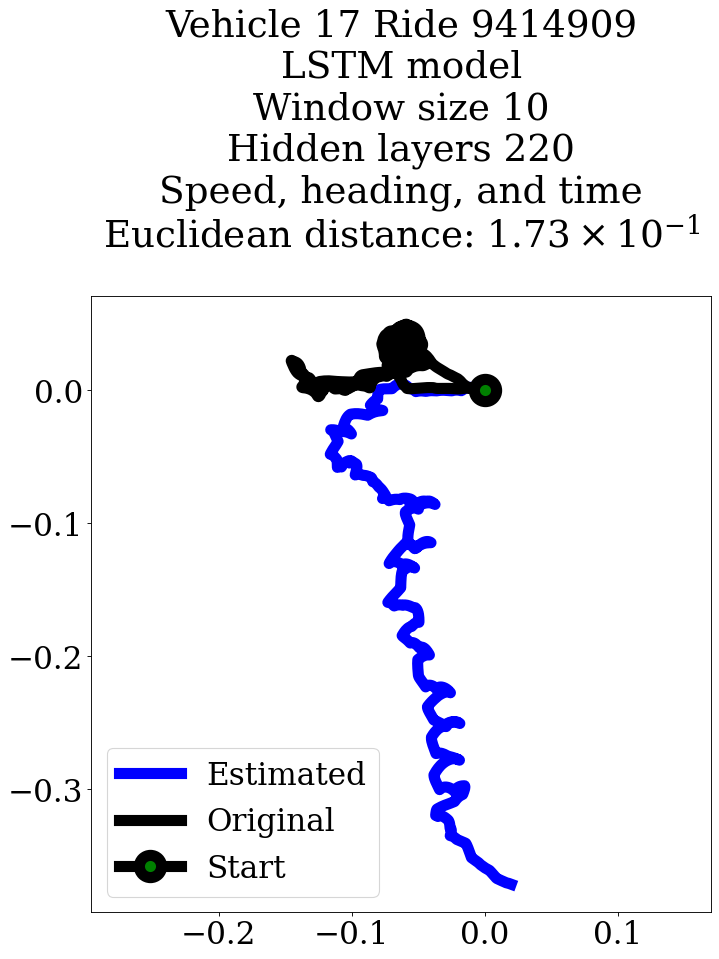 Vehicle 17 Ride 9414909
LSTM model
Window size 10
Hidden layers 220
Speed, heading, and time
Euclidean distance: 1.73 × 10⁻¹
0.0
−0.1
−0.2
−0.3
Estimated
Original
Start
−0.2 −0.1 0.0 0.1